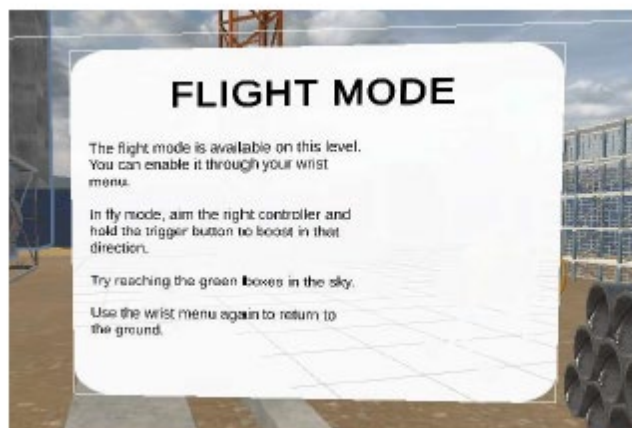 FLIGHT MODE
The flight mode is available on this level.
You can enable it through your wrist
menu.
In fly mode, aim the right controller and
hold the trigger button to boost in that
direction.
Try reaching the green boxes in the sky.
Use the wrist menu again to return to
the ground.